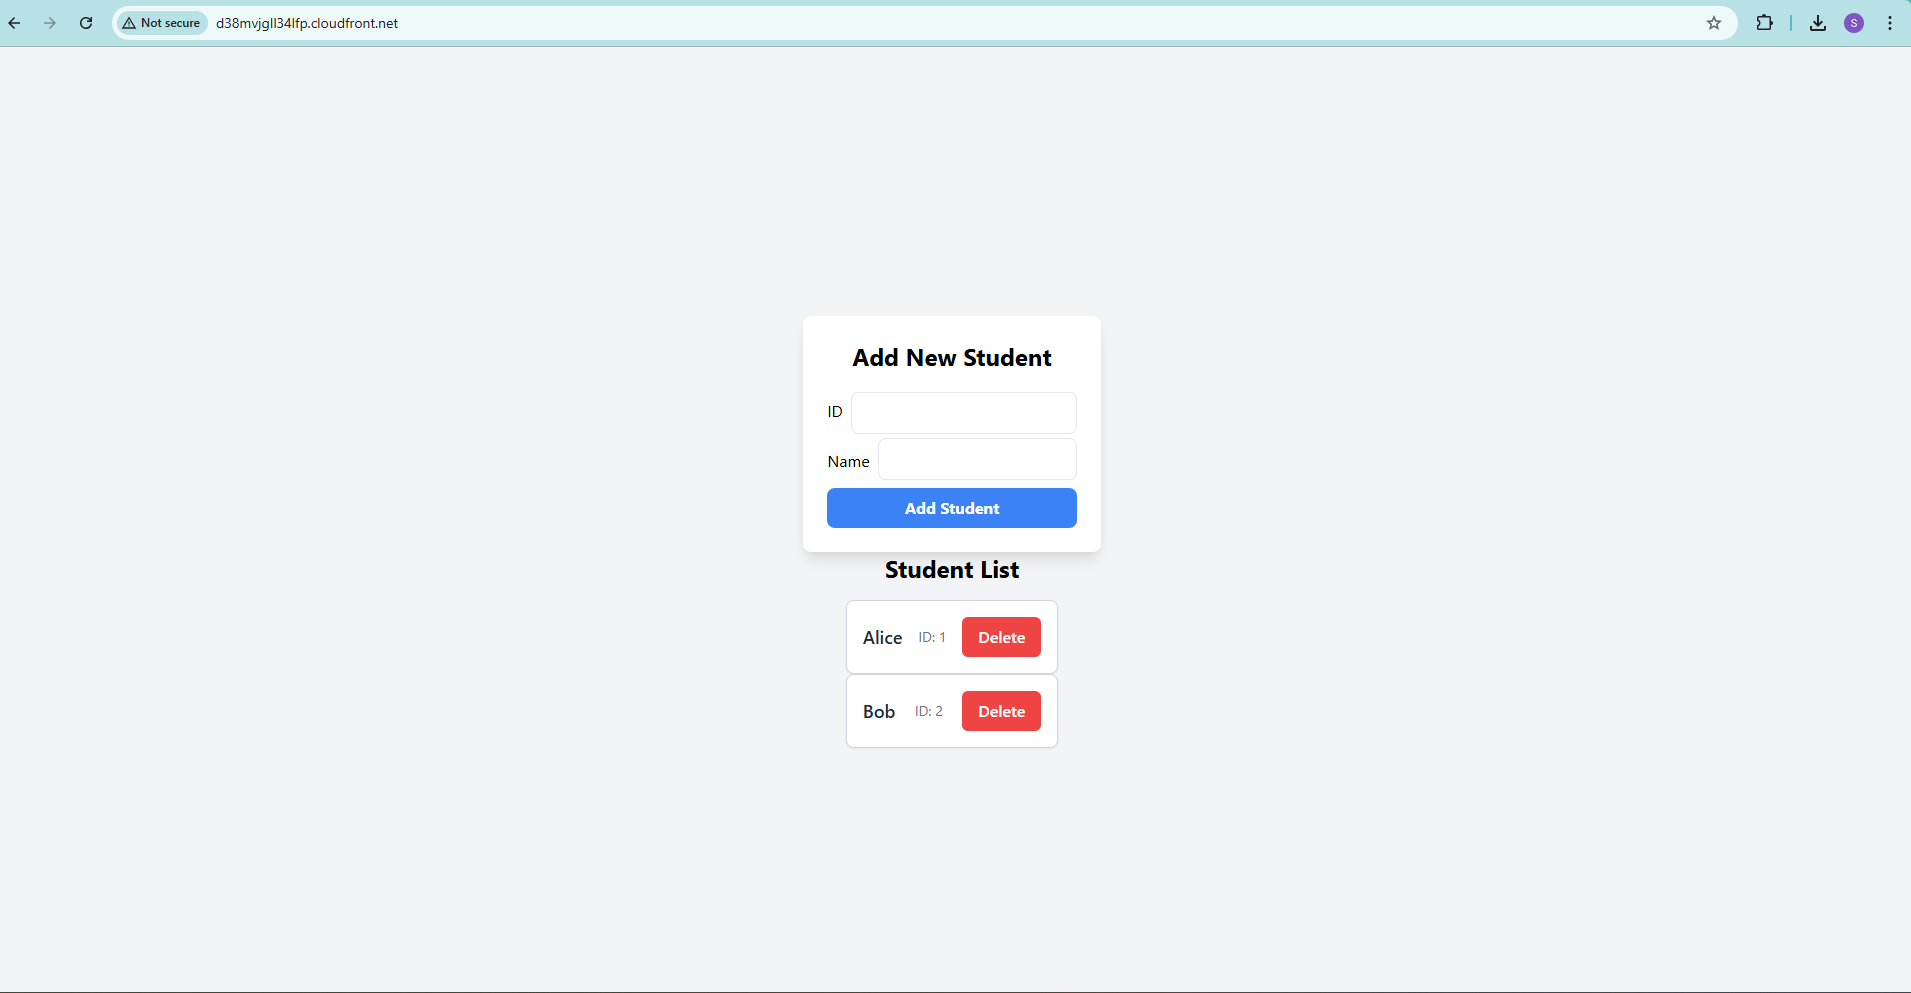 Not secure d38mvjgll34lfp.cloudfront.net S
Add New Student
ID
Name
Add Student
Student List
Alice ID: 1 Delete
Bob ID: 2 Delete